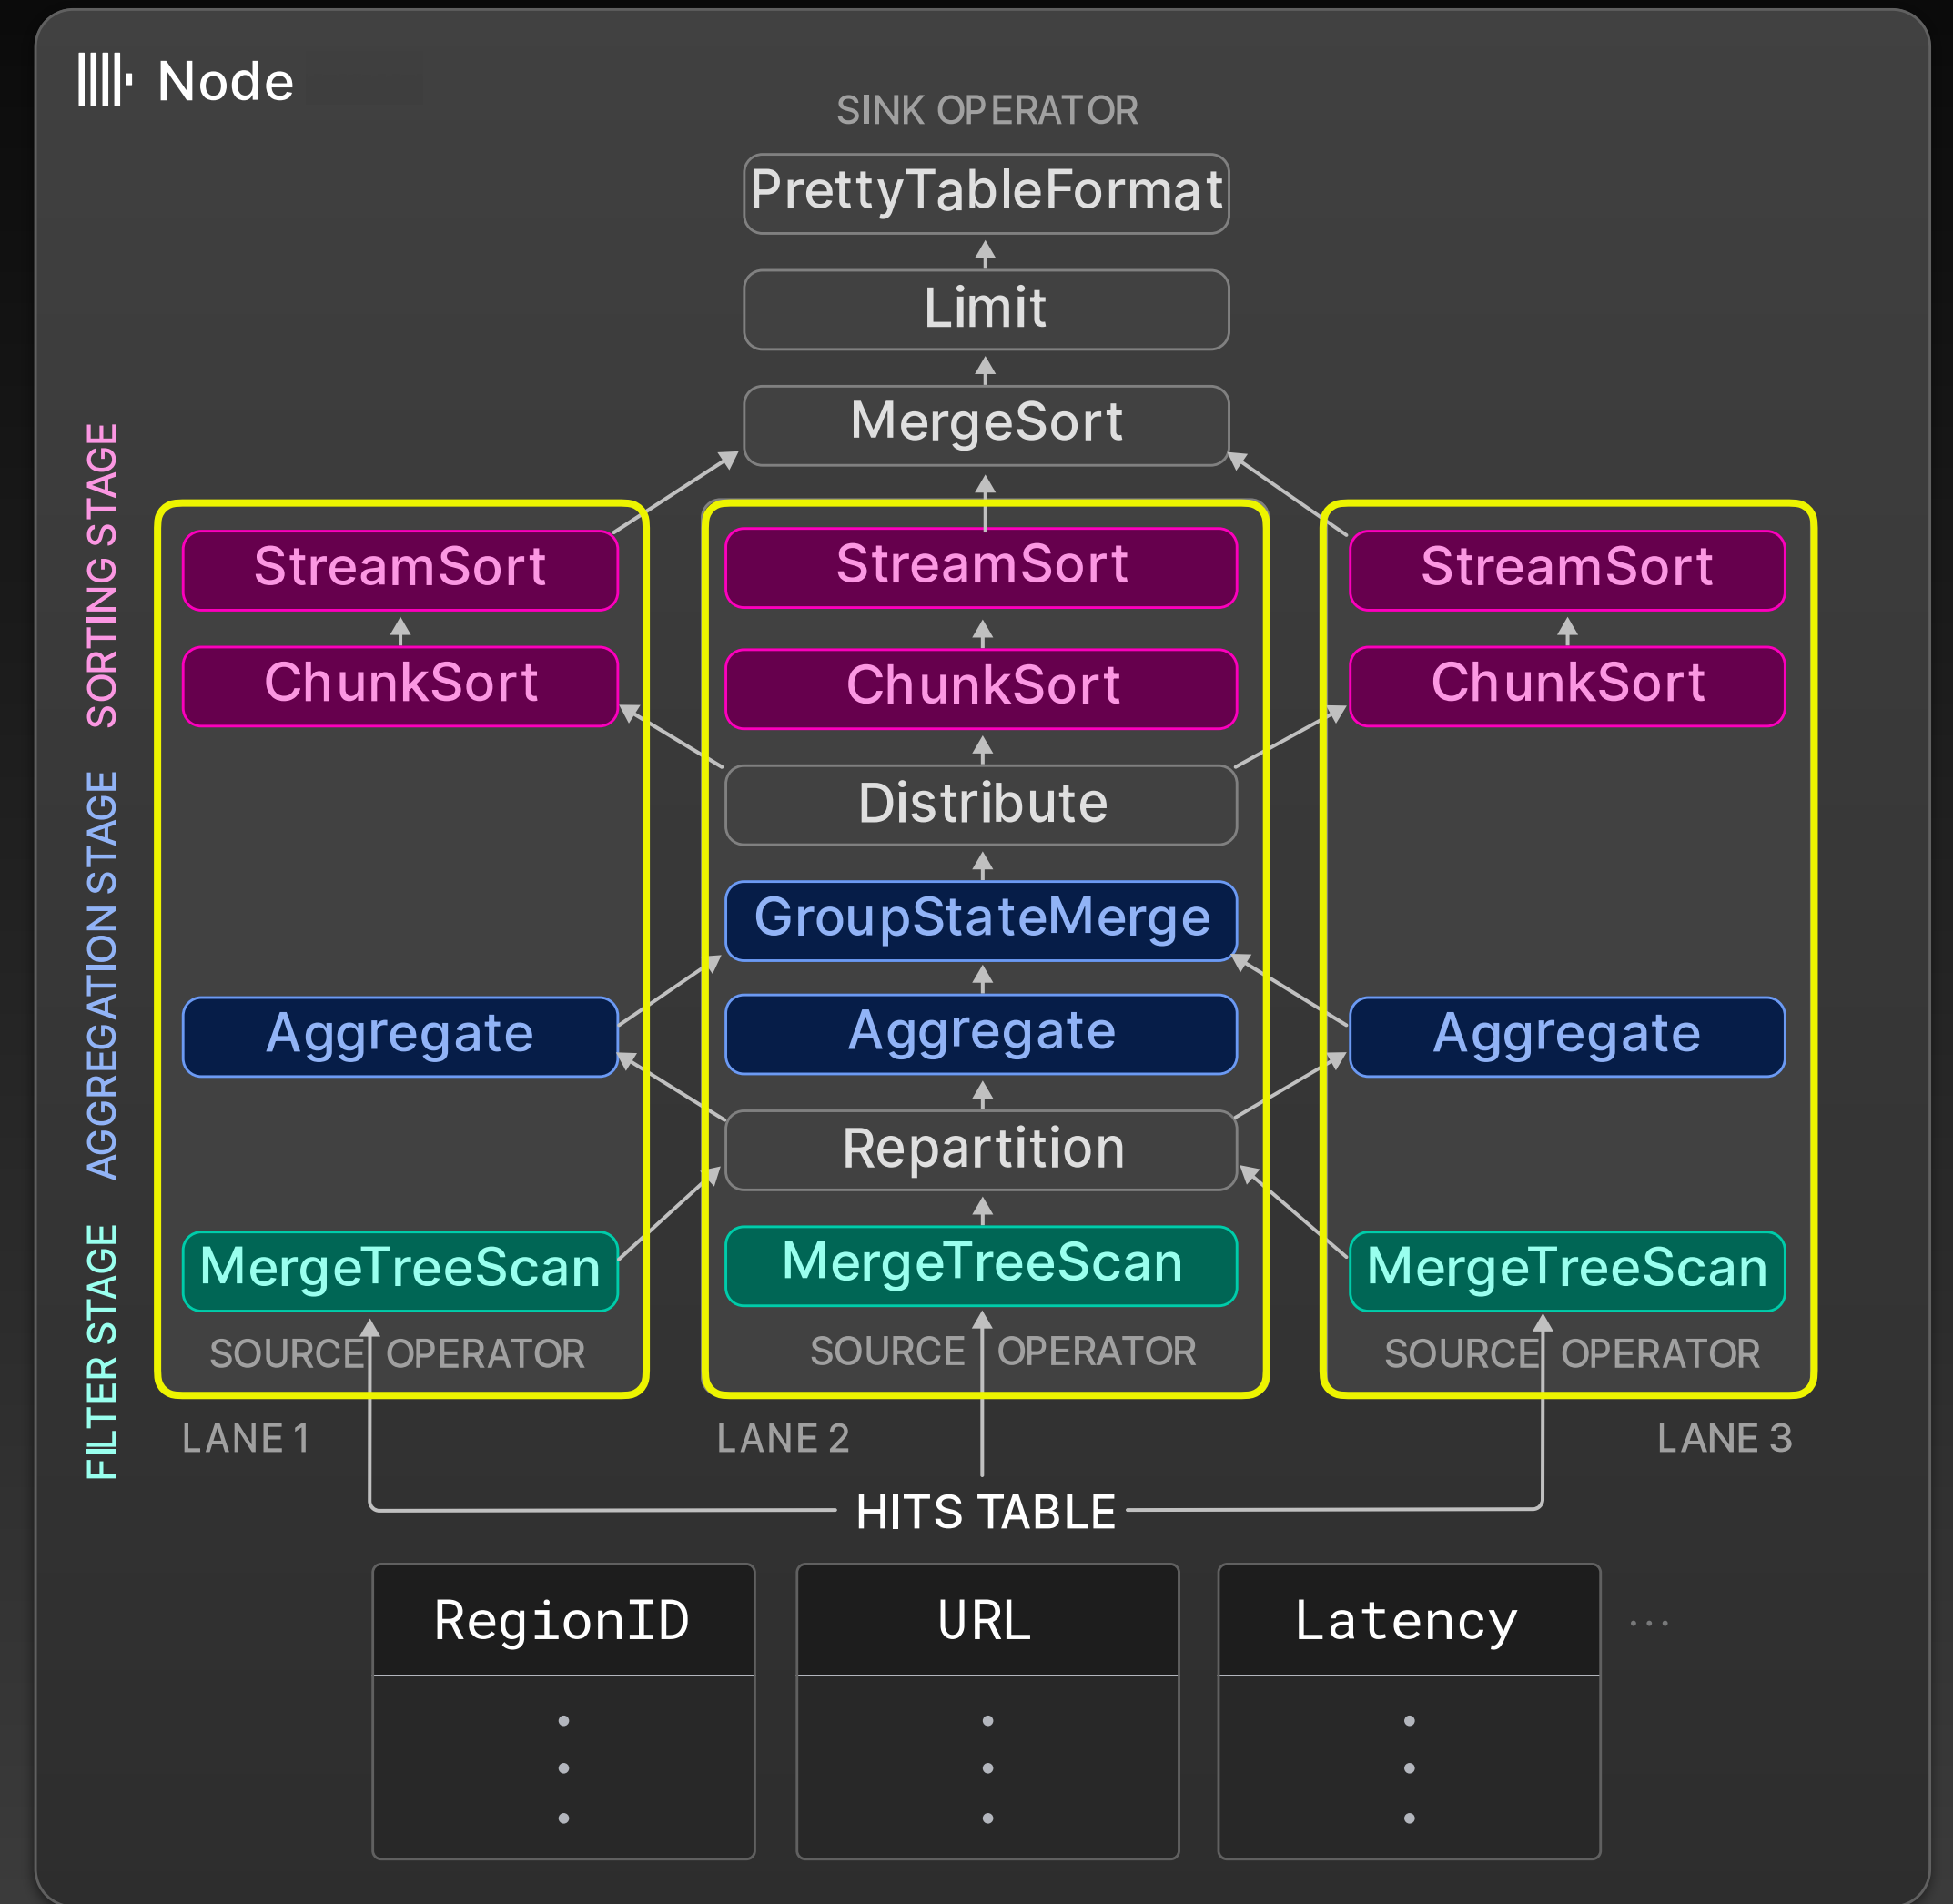 Node
SINK OPERATOR
PrettyTableFormat
Limit
MergeSort
SORTING STAGE
StreamSort StreamSort StreamSort
ChunkSort ChunkSort ChunkSort
Distribute
AGGREGATION STAGE
GroupStateMerge
Aggregate Aggregate Aggregate
Repartition
FILTER STAGE
MergeTreeScan MergeTreeScan MergeTreeScan
SOURCE OPERATOR SOURCE OPERATOR SOURCE OPERATOR
LANE 1 LANE 2 LANE 3
HITS TABLE
RegionID URL Latency ...